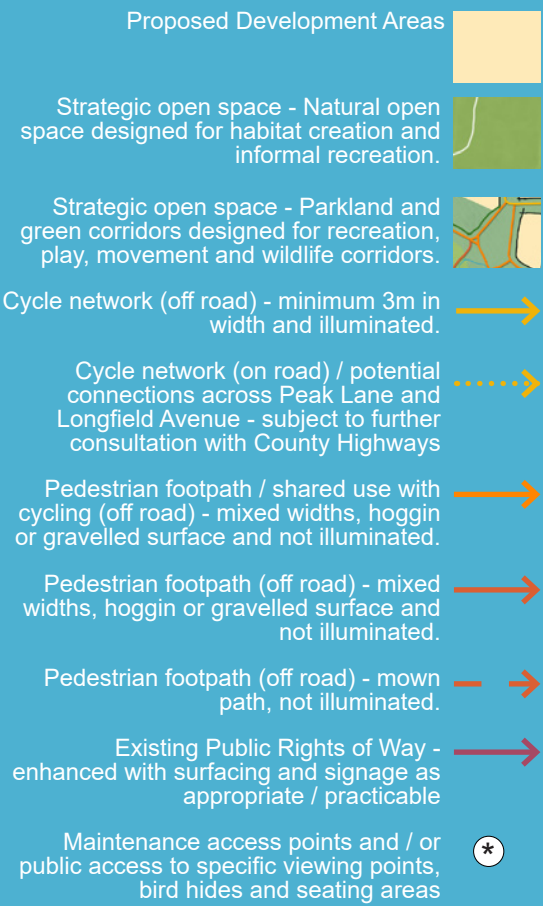 Proposed Development Areas
Strategic open space - Natural open
space designed for habitat creation and
informal recreation.
Strategic open space - Parkland and
green corridors designed for recreation,
play, movement and wildlife corridors.
Cycle network (off road) - minimum 3m in
width and illuminated.
Cycle network (on road) / potential
connections across Peak Lane and
Longfield Avenue - subject to further
consultation with County Highways
Pedestrian footpath / shared use with
cycling (off road) - mixed widths, hoggin
or gravelled surface and not illuminated.
Pedestrian footpath (off road) - mixed
widths, hoggin or gravelled surface and
not illuminated.
Pedestrian footpath (off road) - mown
path, not illuminated.
Existing Public Rights of Way -
enhanced with surfacing and signage as
appropriate / practicable
Maintenance access points and / or
public access to specific viewing points,
bird hides and seating areas
*